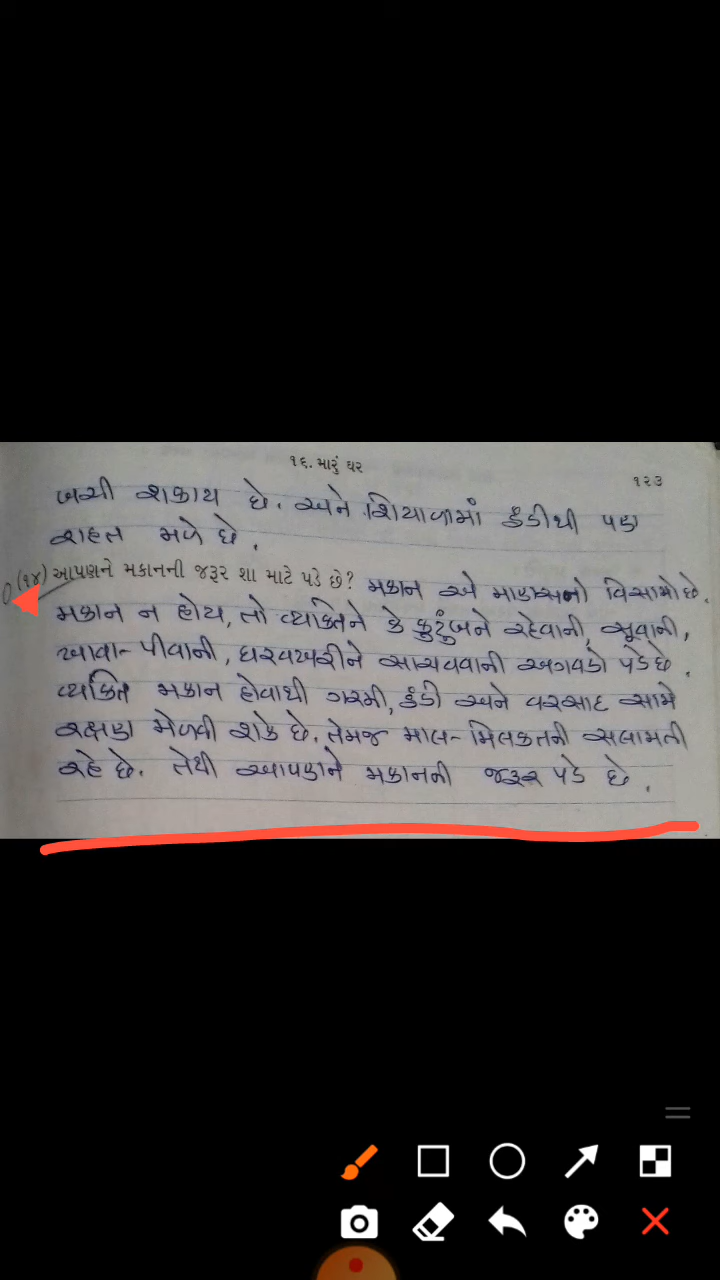 ૧૬. મારું ઘર
૧૨૩
બચી શકાય છે. અને શિયાળામાં ઠંડીથી પણ
રાહત મળે છે.
(૧૪) આપણને મકાનની જરૂર શા માટે પડે છે? મકાન એ માણસનો વિસામો છે.
મકાન ન હોય, તો વ્યક્તિને કે કુટુંબને રહેવાની, સૂવાની,
ખાવા-પીવાની, ઘરવખરીને સાચવવાની અગવડો પડે છે.
વ્યકિત મકાન હોવાથી ગરમી, ઠંડી અને વરસાદ સામે
રક્ષણ મેળવી શકે છે. તેમજ માલ-મિલકતની સલામતી
રહે છે. તેથી આપણને મકાનની જરૂર પડે છે.